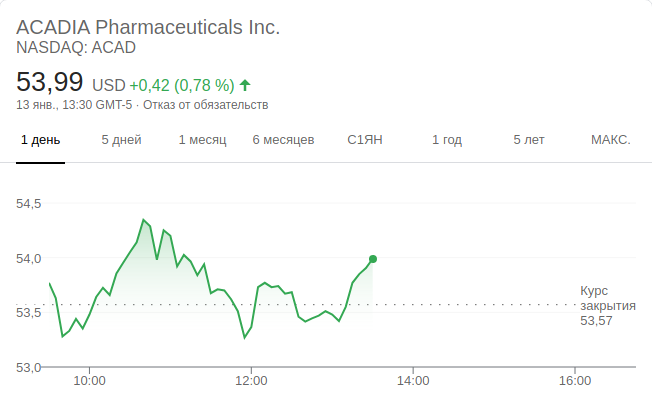 ACADIA Pharmaceuticals Inc.
NASDAQ: ACAD
53,99 USD +0,42 (0,78 %)
13 янв., 13:30 GMT-5 · Отказ от обязательств
1 день 5 дней 1 месяц 6 месяцев С1ЯН 1 год 5 лет МАКС.
54,5
54,0
53,5
53,0
Курс
закрытия
53,57
10:00 12:00 14:00 16:00